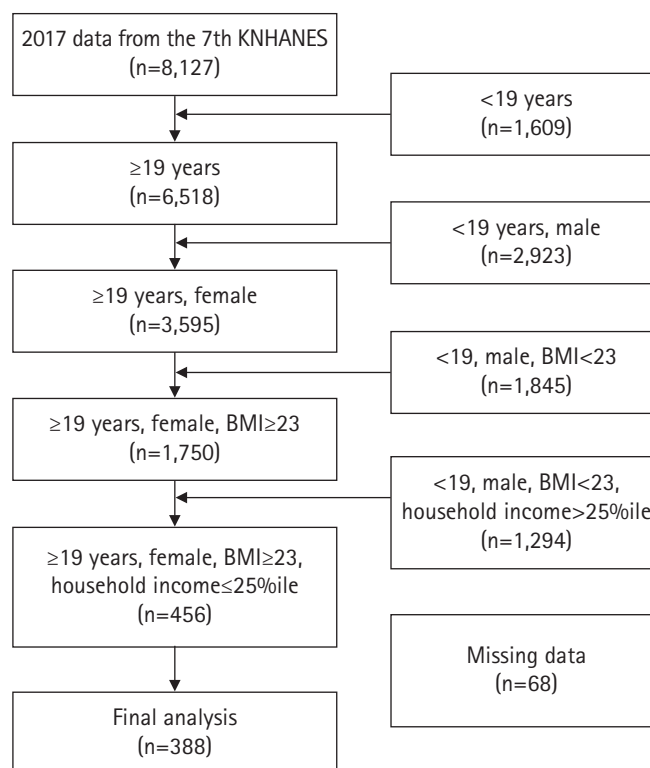 2017 data from the 7th KNHANES
(n=8,127)
<19 years
(n=1,609)
≥19 years
(n=6,518)
<19 years, male
(n=2,923)
≥19 years, female
(n=3,595)
<19, male, BMI<23
(n=1,845)
≥19 years, female, BMI≥23
(n=1,750)
<19, male, BMI<23,
household income>25%ile
(n=1,294)
≥19 years, female, BMI≥23,
household income≤25%ile
(n=456)
Missing data
(n=68)
Final analysis
(n=388)